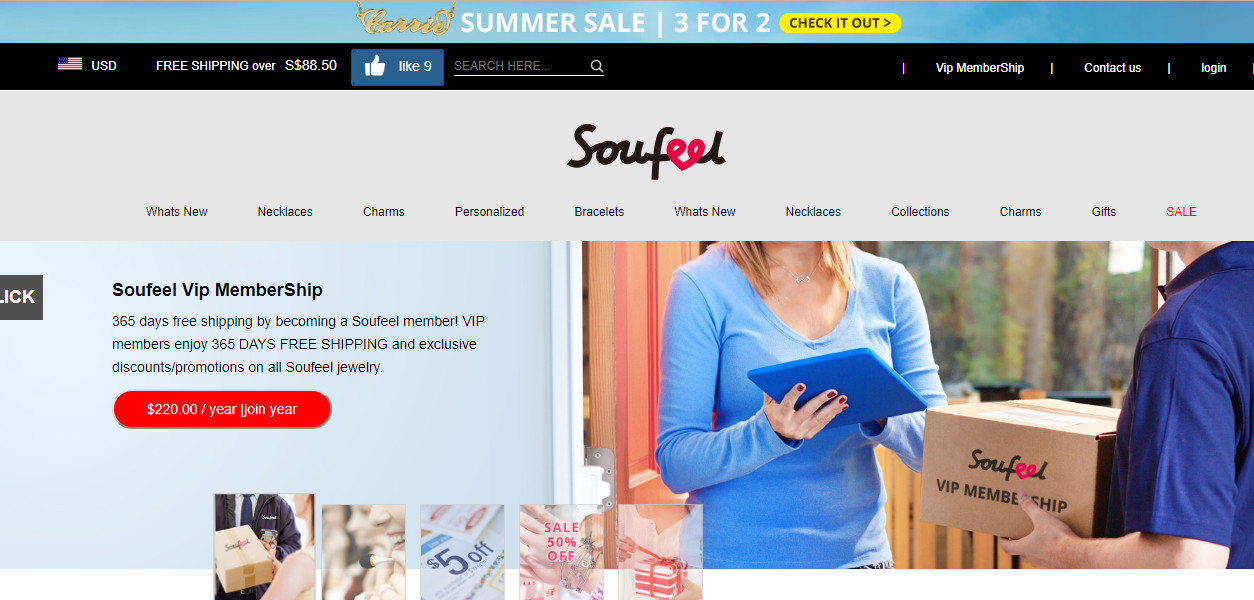 Carrie SUMMER SALE | 3 FOR 2 CHECK IT OUT >
USD FREE SHIPPING over S$88.50 like 9 SEARCH HERE... | Vip MemberShip | Contact us | login
Soufeel
Whats New Necklaces Charms Personalized Bracelets Whats New Necklaces Collections Charms Gifts SALE
LICK
Soufeel Vip MemberShip
365 days free shipping by becoming a Soufeel member! VIP
members enjoy 365 DAYS FREE SHIPPING and exclusive
discounts/promotions on all Soufeel jewelry.
$220.00 / year |join year
Soufeel
VIP MEMBERSHIP
Soufeel
Soufeel
$5 off
SALE
50%
OFF